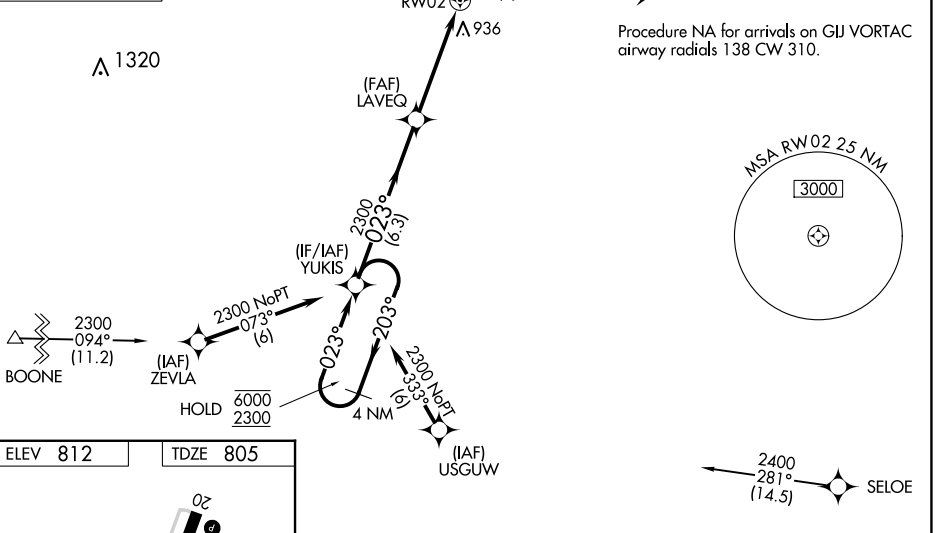 RW02
936
Procedure NA for arrivals on GIJ VORTAC
airway radials 138 CW 310.
1320
(FAF)
LAVEQ
MSA RW02 25 NM
3000
2300
023°
(6.3)
(IF/IAF)
YUKIS
2300 NoPT
073°
(6)
2300
094°
(11.2)
BOONE
(IAF)
ZEVLA
023°
203°
HOLD
6000
2300
4 NM
2300 NoPT
333°
(6)
(IAF)
USGUW
ELEV 812
TDZE 805
2400
281°
(14.5)
SELOE
20
P